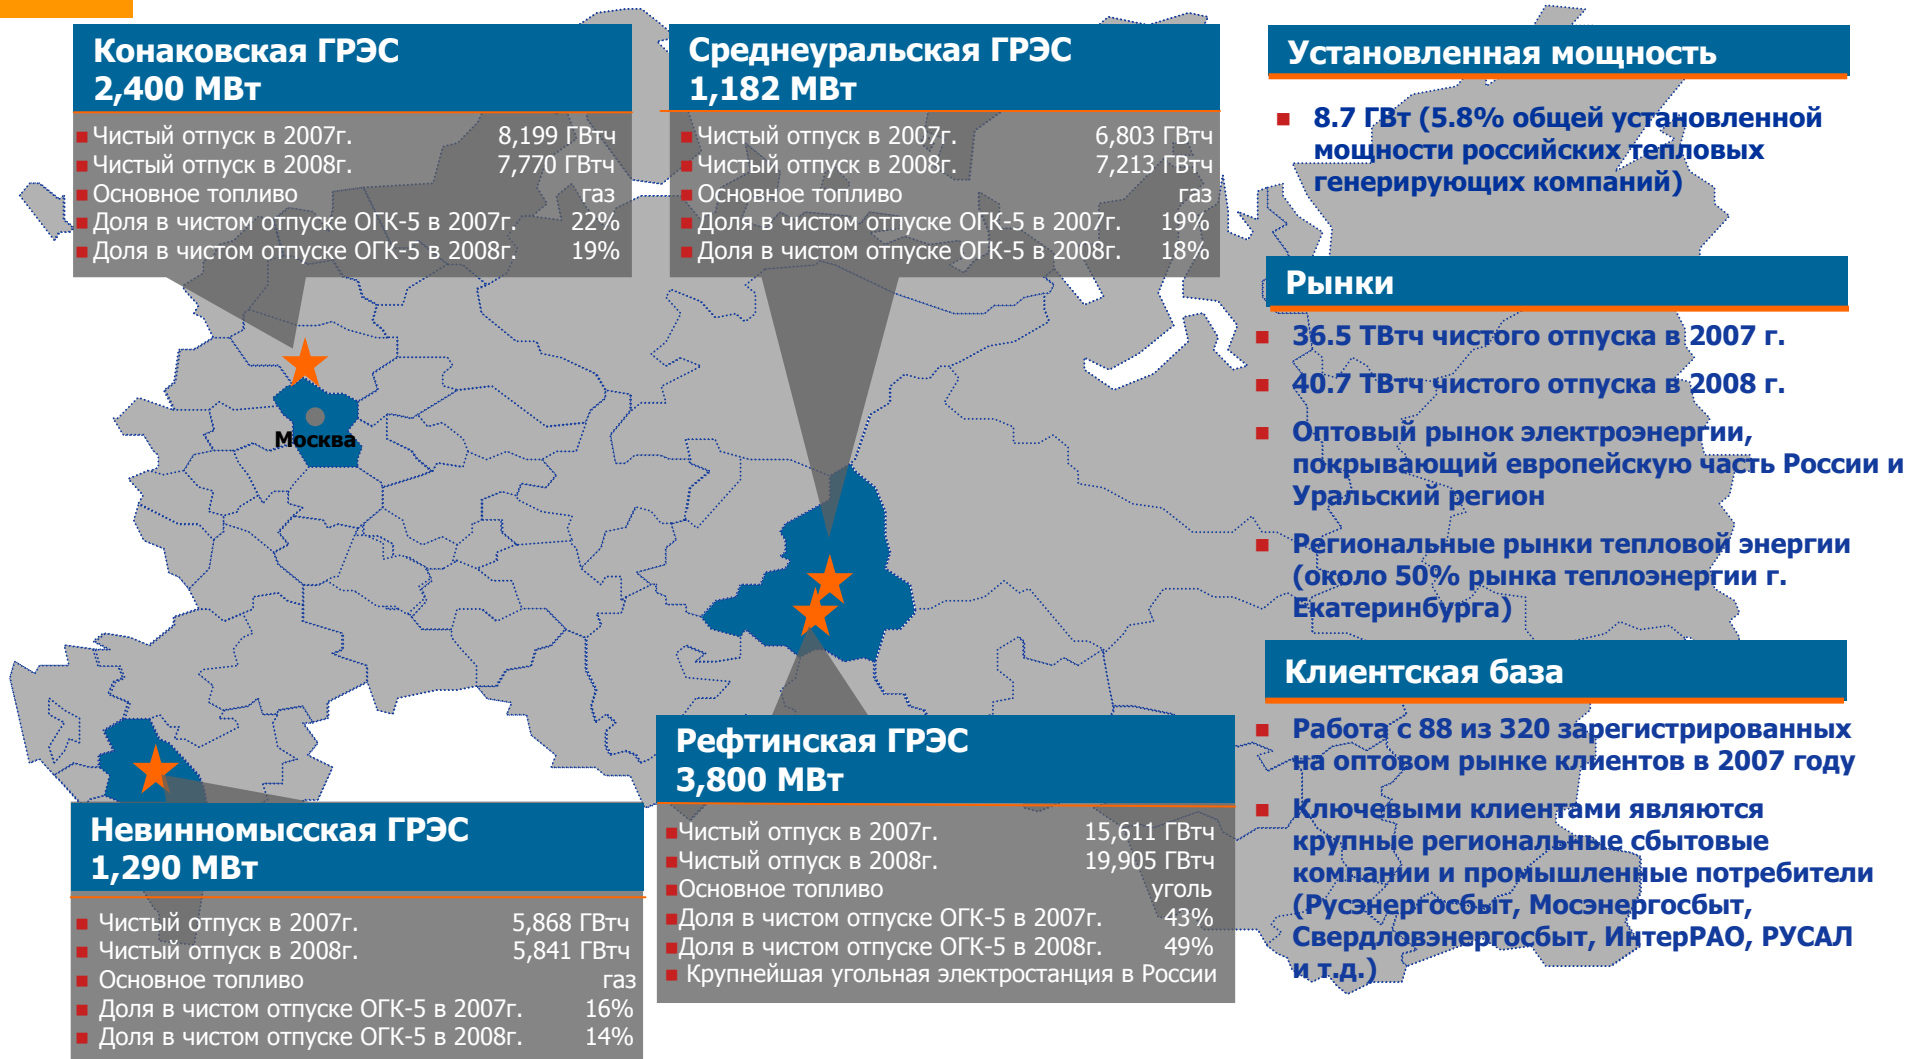 Конаковская ГРЭС
2,400 МВт
Чистый отпуск в 2007г. 8,199 ГВтч
Чистый отпуск в 2008г. 7,770 ГВтч
Основное топливо газ
Доля в чистом отпуске ОГК-5 в 2007г. 22%
Доля в чистом отпуске ОГК-5 в 2008г. 19%
Среднеуральская ГРЭС
1,182 МВт
Чистый отпуск в 2007г. 6,803 ГВтч
Чистый отпуск в 2008г. 7,213 ГВтч
Основное топливо газ
Доля в чистом отпуске ОГК-5 в 2007г. 19%
Доля в чистом отпуске ОГК-5 в 2008г. 18%
Москва
Невинномысская ГРЭС
1,290 МВт
Чистый отпуск в 2007г. 5,868 ГВтч
Чистый отпуск в 2008г. 5,841 ГВтч
Основное топливо газ
Доля в чистом отпуске ОГК-5 в 2007г. 16%
Доля в чистом отпуске ОГК-5 в 2008г. 14%
Рефтинская ГРЭС
3,800 МВт
Чистый отпуск в 2007г. 15,611 ГВтч
Чистый отпуск в 2008г. 19,905 ГВтч
Основное топливо уголь
Доля в чистом отпуске ОГК-5 в 2007г. 43%
Доля в чистом отпуске ОГК-5 в 2008г. 49%
Крупнейшая угольная электростанция в России
Установленная мощность
8.7 ГВт (5.8% общей установленной
мощности российских тепловых
генерирующих компаний)
Рынки
36.5 ТВтч чистого отпуска в 2007 г.
40.7 ТВтч чистого отпуска в 2008 г.
Оптовый рынок электроэнергии,
покрывающий европейскую часть России и
Уральский регион
Региональные рынки тепловой энергии
(около 50% рынка теплоэнергии г.
Екатеринбурга)
Клиентская база
Работа с 88 из 320 зарегистрированных
на оптовом рынке клиентов в 2007 году
Ключевыми клиентами являются
крупные региональные сбытовые
компании и промышленные потребители
(Русэнергосбыт, Мосэнергосбыт,
Свердловэнергосбыт, ИнтерРАО, РУСАЛ
и т.д.)